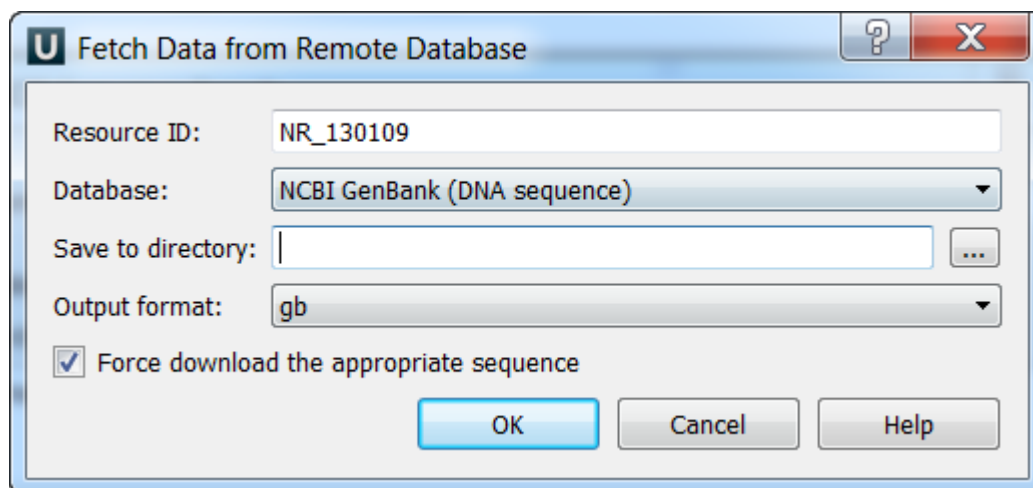 U Fetch Data from Remote Database
Resource ID: NR_130109
Database: NCBI GenBank (DNA sequence)
Save to directory: ...
Output format: gb
Force download the appropriate sequence
OK Cancel Help